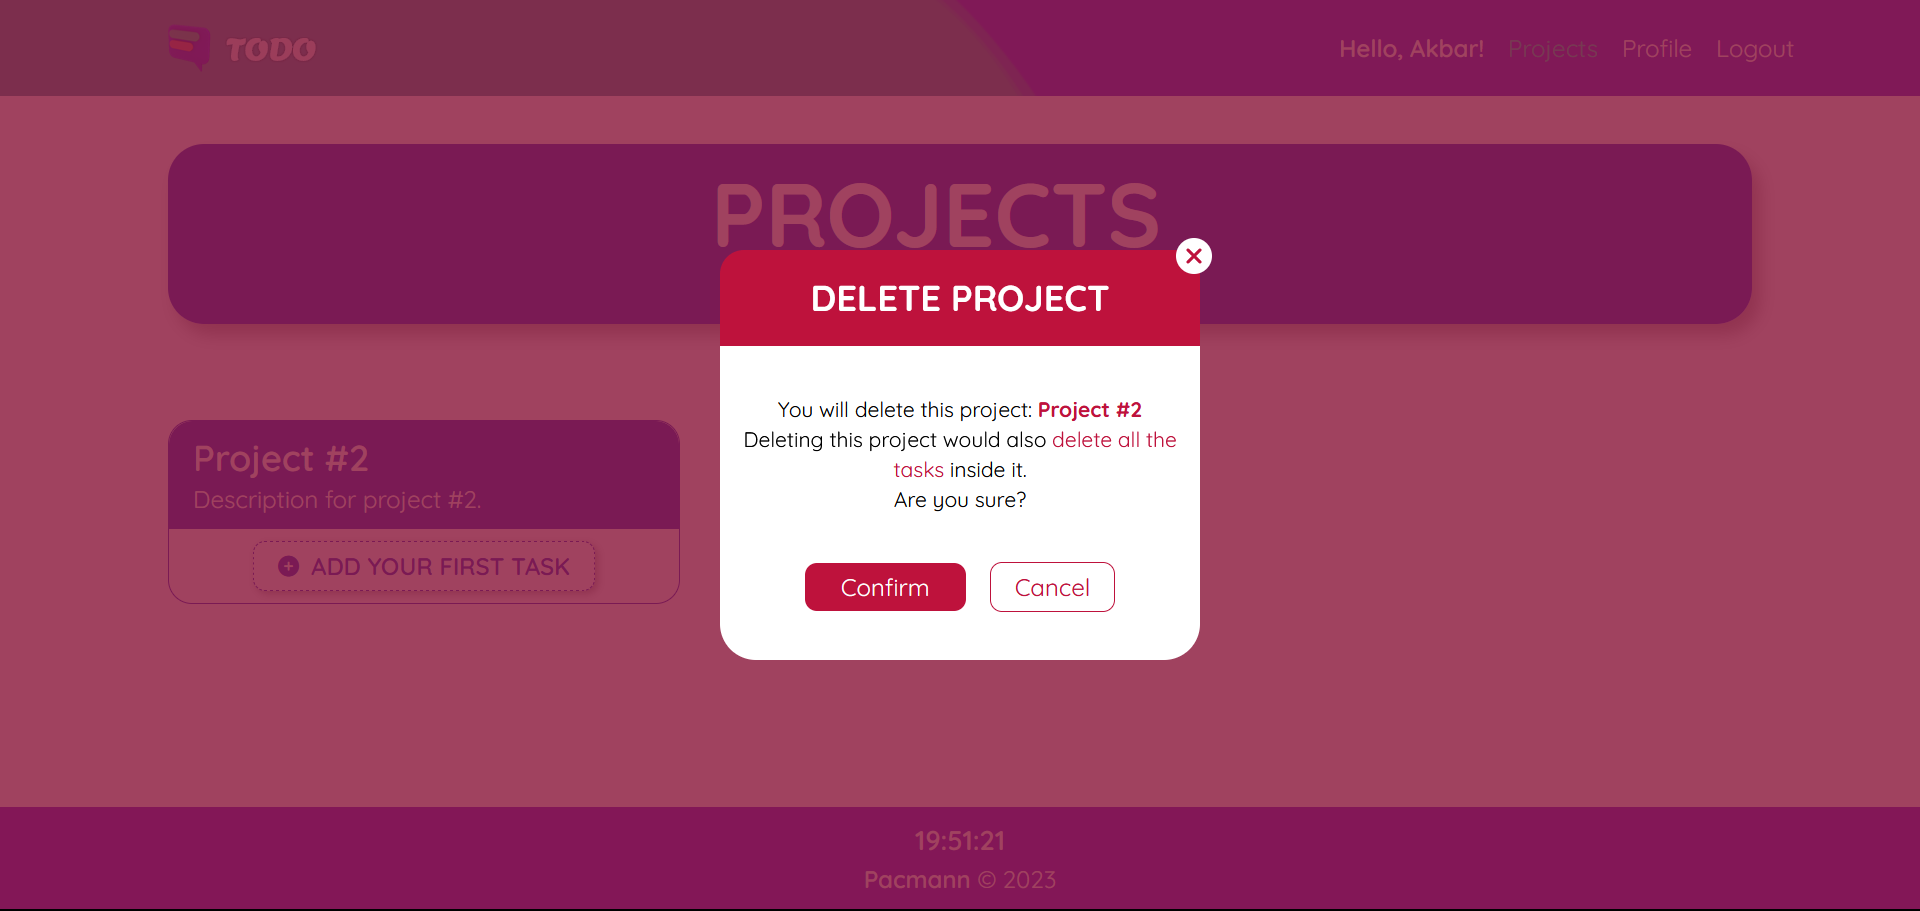 TODO
Hello, Akbar! Projects Profile Logout
PROJECTS
DELETE PROJECT
You will delete this project: Project #2
Deleting this project would also delete all the
tasks inside it.
Are you sure?
Confirm Cancel
Project #2
Description for project #2.
ADD YOUR FIRST TASK
19:51:21
Pacmann © 2023